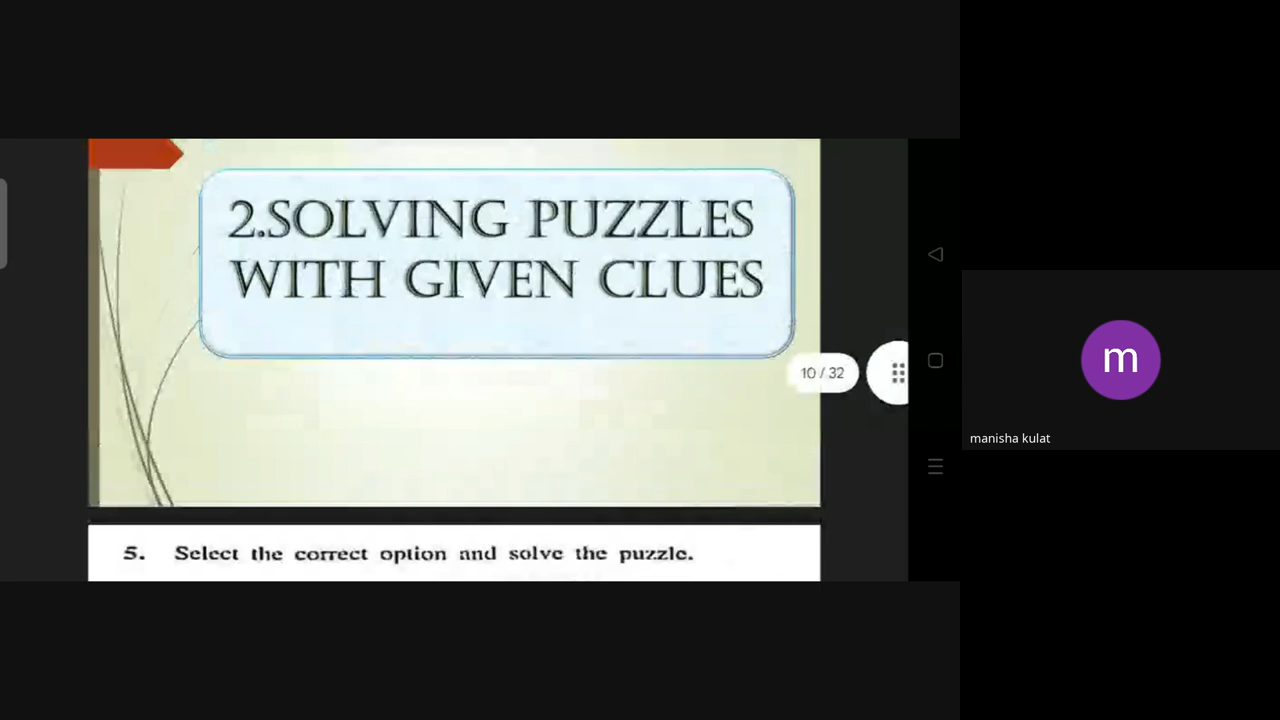 2.SOLVING PUZZLES
WITH GIVEN CLUES
10 / 32
5. Select the correct option and solve the puzzle.
m
manisha kulat